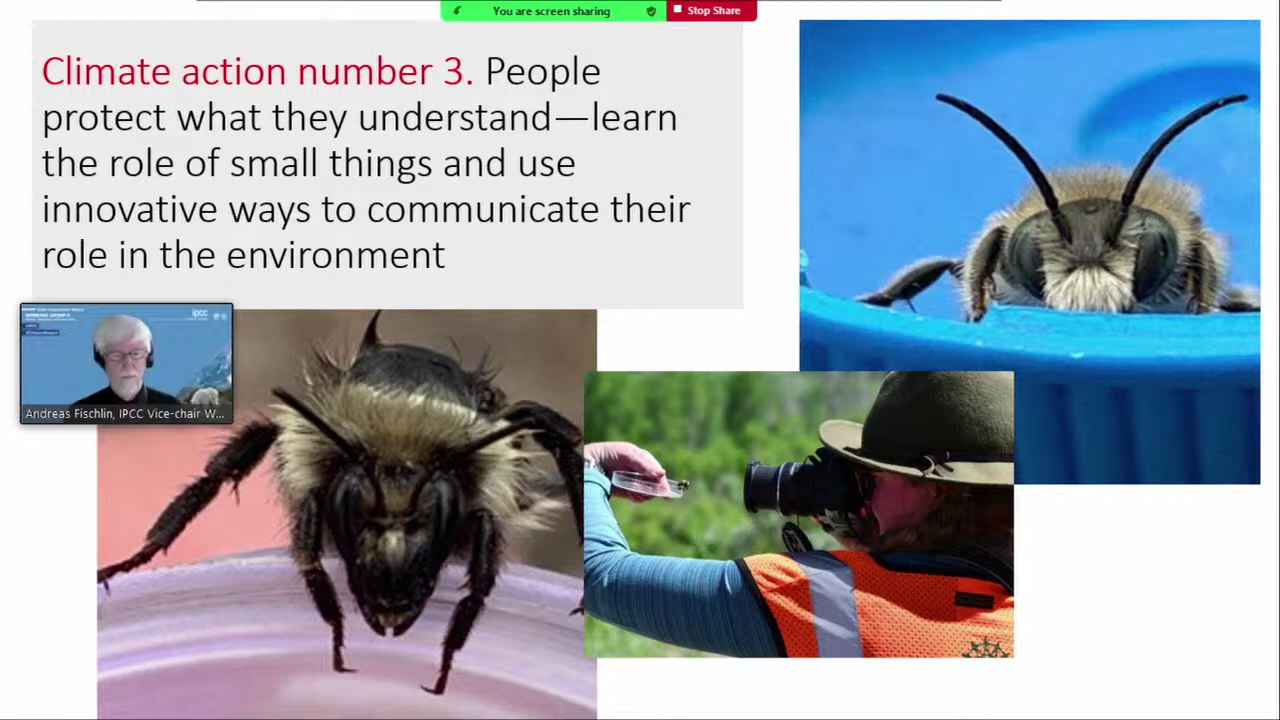 You are screen sharing
Stop Share
Climate action number 3. People
protect what they understand—learn
the role of small things and use
innovative ways to communicate their
role in the environment
ipcc
Andreas Fischlin, IPCC Vice-chair W...